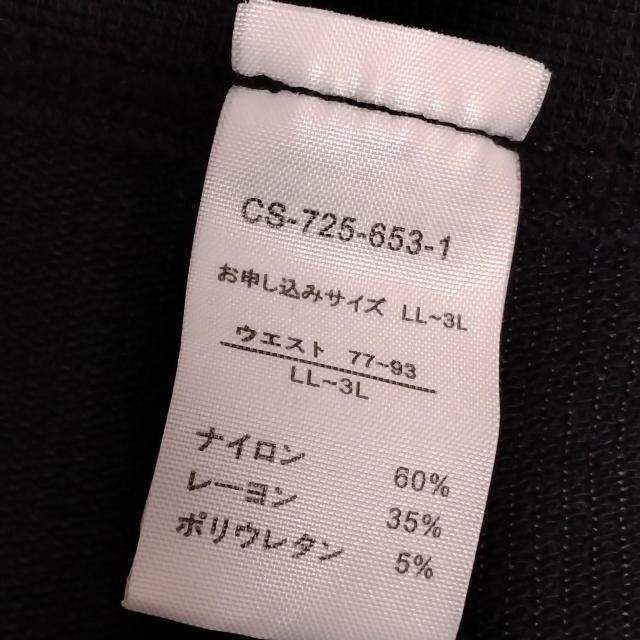 CS-725-653-1
お申し込みサイズ LL~3L
ウエスト 77~93
LL~3L
ナイロン 60%
レーヨン 35%
ポリウレタン 5%